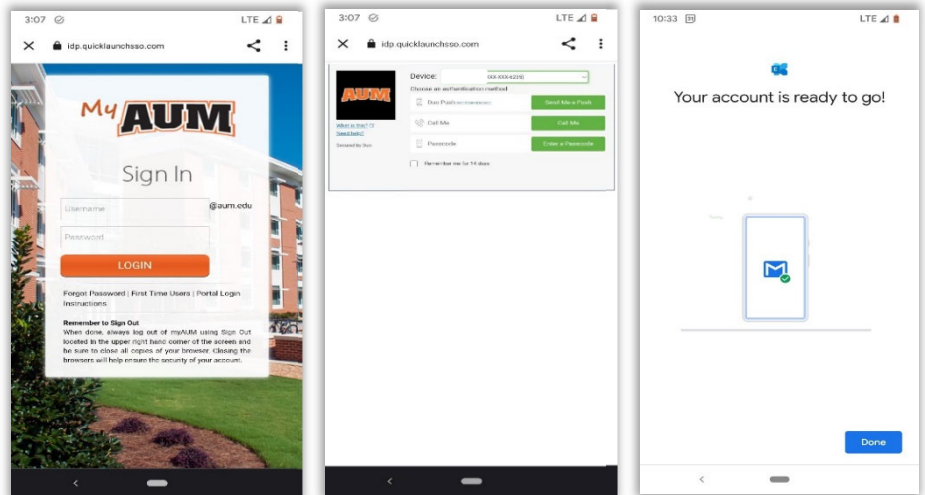 3:07
LTE
idp.quicklaunchsso.com
My AUM
Sign In
Username
@aum.edu
Password
LOGIN
Forgot Password | First Time Users | Portal Login
Instructions
Remember to Sign Out
When done, always log out of myAUM using Sign Out
located in the upper right hand corner of the screen and
be sure to close all copies of your browser. Closing the
browsers will help ensure the security of your account.
3:07
LTE
idp.quicklaunchsso.com
AUM
What is this?
Need help?
Secured by Duo
Device:
Choose an authentication method
Duo Push
Send Me a Push
Call Me
Call Me
Passcode
Enter a Passcode
Remember me for 14 days
10:33
31
LTE
Your account is ready to go!
Done